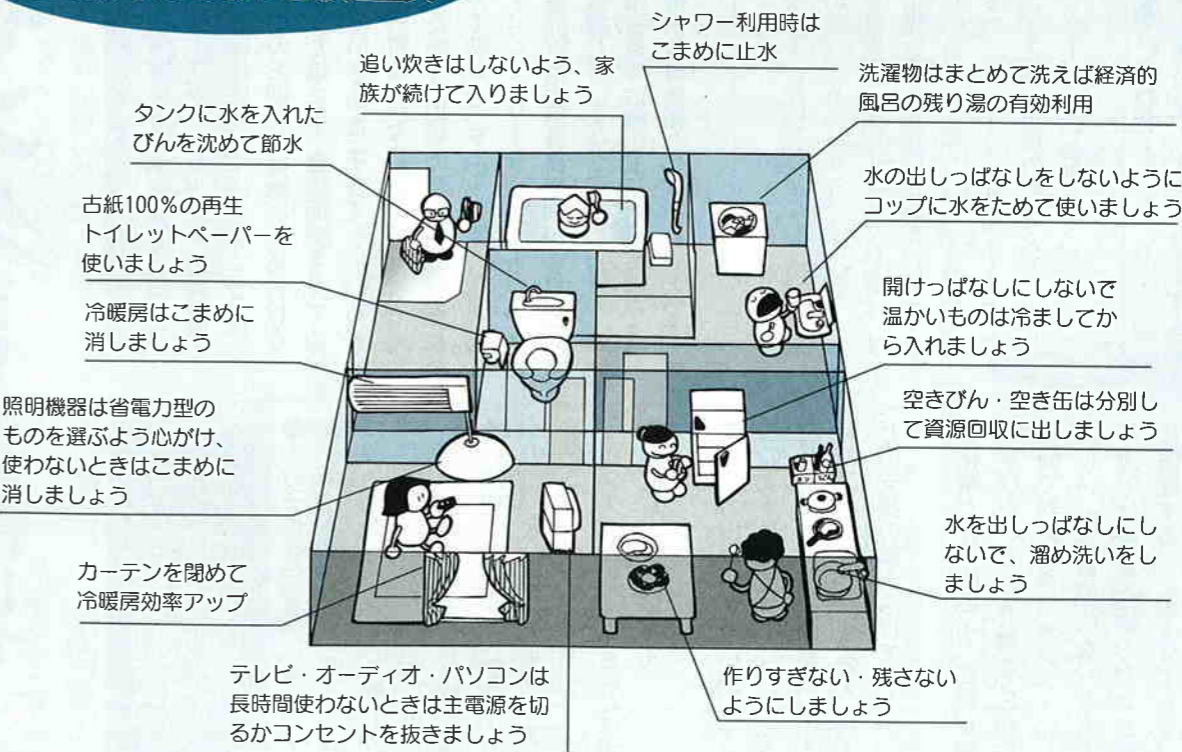 シャワー利用時は
こまめに止水
追い炊きはしないよう、家
族が続けて入りましょう
洗濯物はまとめて洗えば経済的
風呂の残り湯の有効利用
タンクに水を入れた
びんを沈めて節水
水の出しっぱなしをしないように
コップに水をためて使いましょう
古紙100%の再生
トイレットペーパーを
使いましょう
開けっぱなしにしないで
温かいものは冷ましてか
ら入れましょう
冷暖房はこまめに
消しましょう
空きびん・空き缶は分別し
て資源回収に出しましょう
照明機器は省電力型の
ものを選ぶよう心がけ、
使わないときはこまめに
消しましょう
水を出しっぱなしにし
ないで、溜め洗いをし
ましょう
カーテンを閉めて
冷暖房効率アップ
テレビ・オーディオ・パソコンは
長時間使わないときは主電源を切
るかコンセントを抜きましょう
作りすぎない・残さない
ようにしましょう